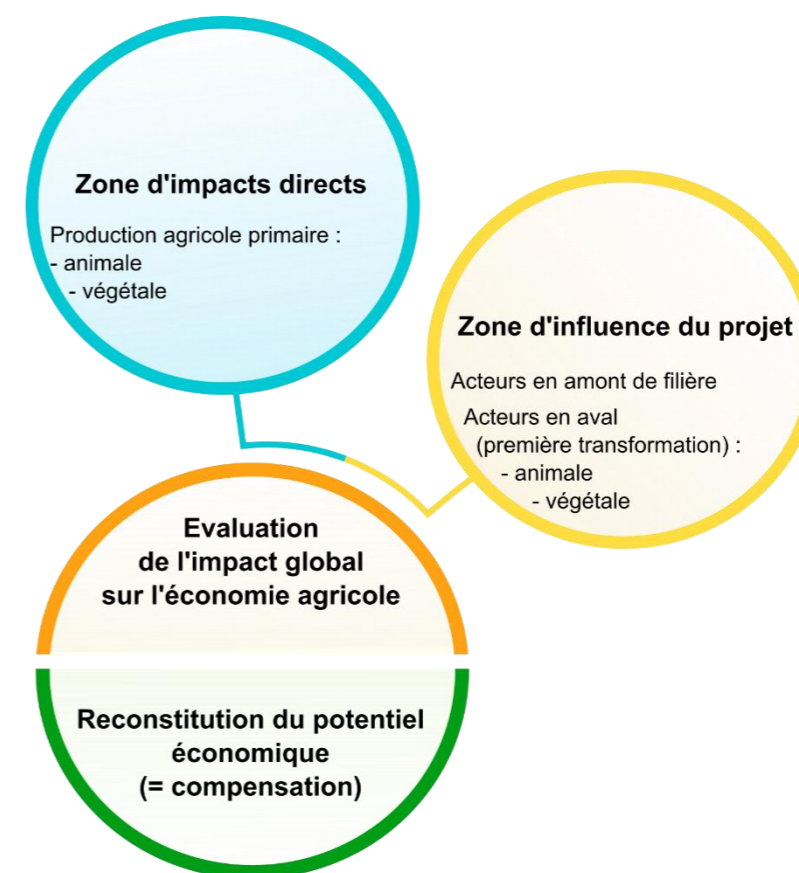 Zone d'impacts directs
Production agricole primaire :
- animale
- végétale
Zone d'influence du projet
Acteurs en amont de filière
Acteurs en aval
(première transformation) :
- animale
- végétale
Evaluation
de l'impact global
sur l'économie agricole
Reconstitution du potentiel
économique
(= compensation)